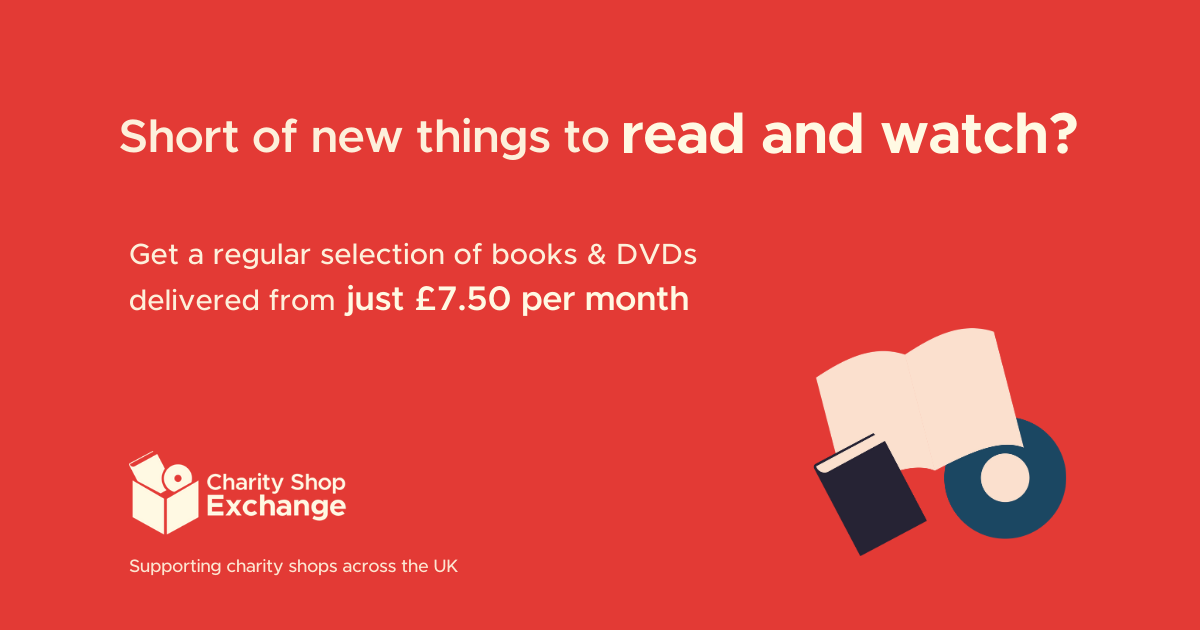 Short of new things to read and watch?
Get a regular selection of books & DVDs
delivered from just £7.50 per month
Charity Shop
Exchange
Supporting charity shops across the UK